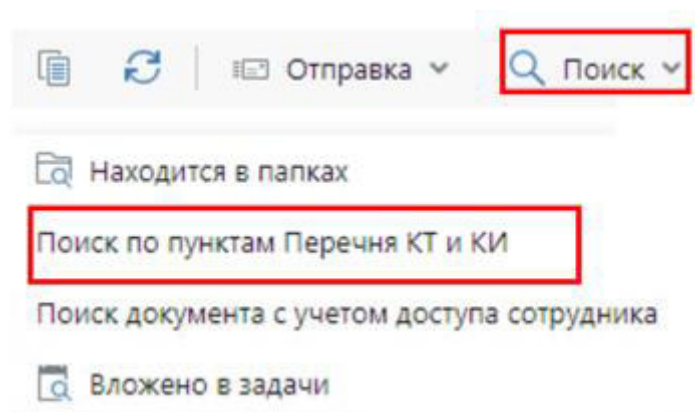 Отправка Поиск
Находится в папках
Поиск по пунктам Перечня КТ и КИ
Поиск документа с учетом доступа сотрудника
Вложено в задачи